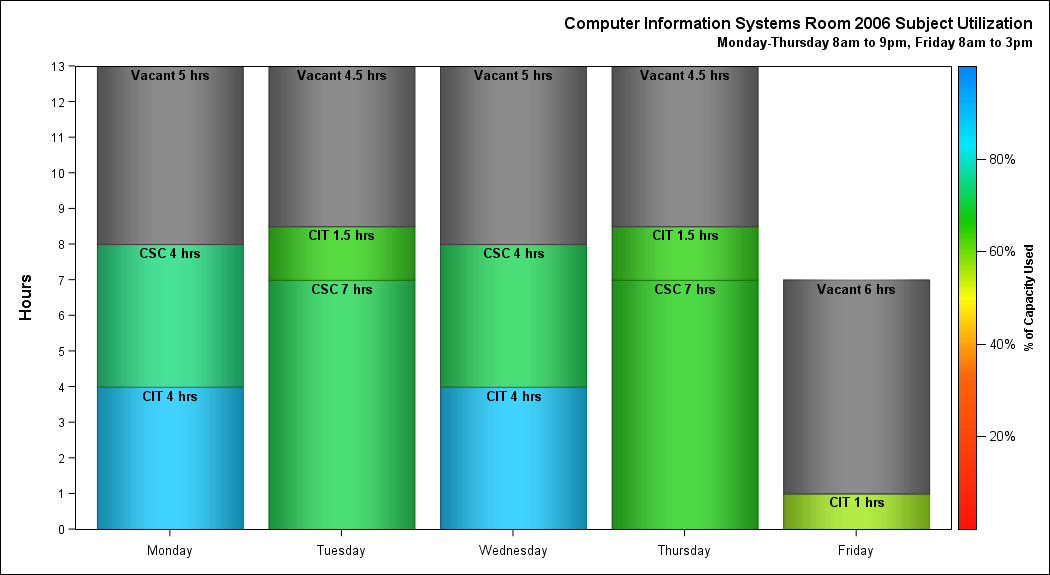 Computer Information Systems Room 2006 Subject Utilization
Monday-Thursday 8am to 9pm, Friday 8am to 3pm
Hours
13
12
11
10
9
8
7
6
5
4
3
2
1
0
Vacant 5 hrs
CSC 4 hrs
CIT 4 hrs
Vacant 4.5 hrs
CIT 1.5 hrs
CSC 7 hrs
Vacant 5 hrs
CSC 4 hrs
CIT 4 hrs
Vacant 4.5 hrs
CIT 1.5 hrs
CSC 7 hrs
Vacant 6 hrs
CIT 1 hrs
Monday
Tuesday
Wednesday
Thursday
Friday
80%
60%
40%
20%
% of Capacity Used